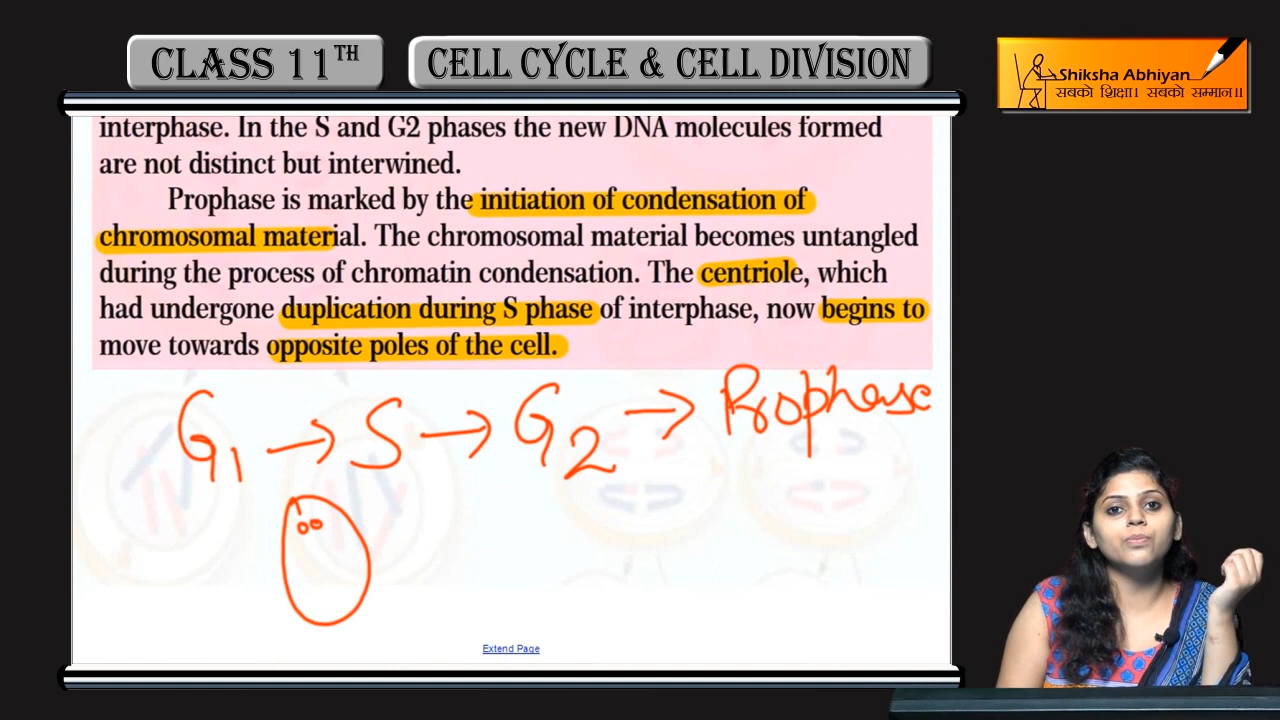 CLASS 11TH
CELL CYCLE & CELL DIVISION
Shiksha Abhiyan
सबको शिक्षा। सबको सम्मान॥
interphase. In the S and G2 phases the new DNA molecules formed
are not distinct but interwined.
Prophase is marked by the initiation of condensation of
chromosomal material. The chromosomal material becomes untangled
during the process of chromatin condensation. The centriole, which
had undergone duplication during S phase of interphase, now begins to
move towards opposite poles of the cell.
G1 → S → G2 → Prophase
Extend Page